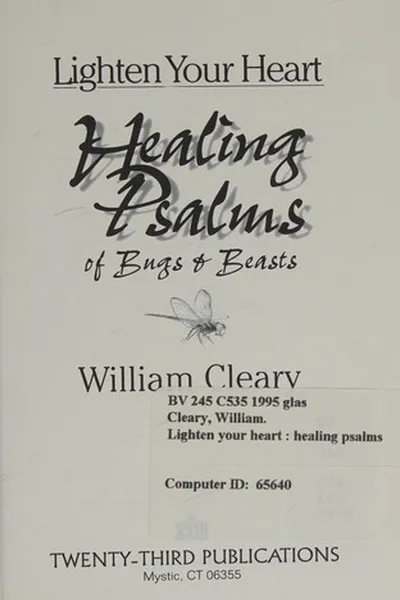 Lighten Your Heart
Healing
Psalms
of Bugs & Beasts
William Cleary
BV 245 C535 1995 glas
Cleary, William.
Lighten your heart : healing psalms
Computer ID: 65640
TWENTY-THIRD PUBLICATIONS
Mystic, CT 06355